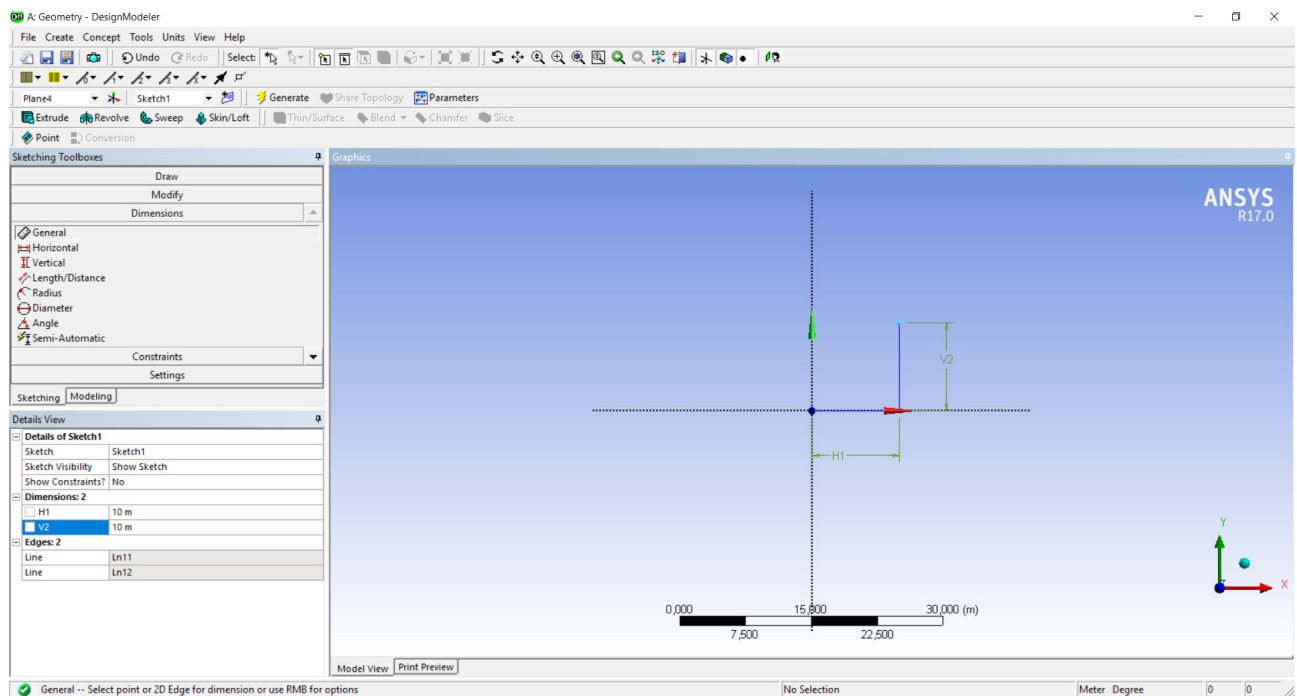 A: Geometry - DesignModeler
File Create Concept Tools Units View Help
Undo Redo Select:
Plane4 Sketch1 Generate Share Topology Parameters
Extrude Revolve Sweep Skin/Loft Thin/Surface Blend Chamfer Slice
Point Conversion
Sketching Toolboxes
Draw
Modify
Dimensions
General
Horizontal
Vertical
Length/Distance
Radius
Diameter
Angle
Semi-Automatic
Constraints
Settings
Sketching Modeling
Details View
Details of Sketch1
Sketch Sketch1
Sketch Visibility Show Sketch
Show Constraints? No
Dimensions: 2
H1 10 m
V2 10 m
Edges: 2
Line Ln11
Line Ln12
Graphics
ANSYS
R17.0
V2
H1
Y
X
0,000 15,000 30,000 (m)
7,500 22,500
Model View Print Preview
General -- Select point or 2D Edge for dimension or use RMB for options No Selection Meter Degree 0 0